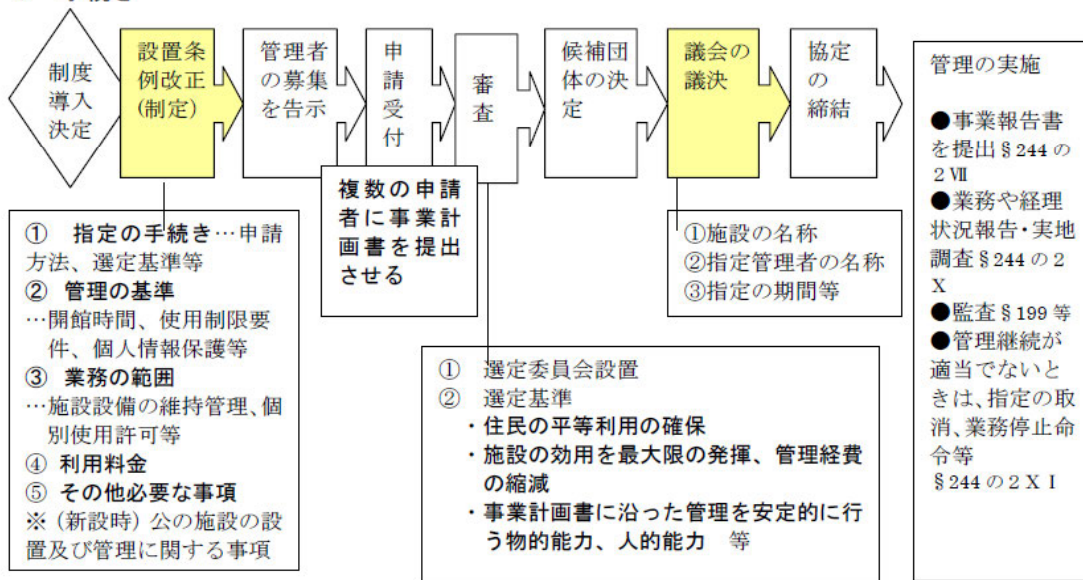 制度
導入
決定
設置条
例改正
(制定)
管理者
の募集
を告示
申
請
受
付
審
査
候補団
体の決
定
議会の
議決
協定
の
締結
管理の実施
●事業報告書
を提出§244の
2Ⅶ
●業務や経理
状況報告・実地
調査§244の2
X
●監査§199等
●管理継続が
適当でないと
きは、指定の取
消、業務停止命
令等
§244の2ＸＩ
複数の申請
者に事業計
画書を提出
させる
① 指定の手続き…申請
方法、選定基準等
② 管理の基準
…開館時間、使用制限要
件、個人情報保護等
③ 業務の範囲
…施設設備の維持管理、個
別使用許可等
④ 利用料金
⑤ その他必要な事項
※（新設時）公の施設の設
置及び管理に関する事項
①施設の名称
②指定管理者の名称
③指定の期間等
① 選定委員会設置
② 選定基準
・住民の平等利用の確保
・施設の効用を最大限の発揮、管理経費
の縮減
・事業計画書に沿った管理を安定的に行
う物的能力、人的能力 等